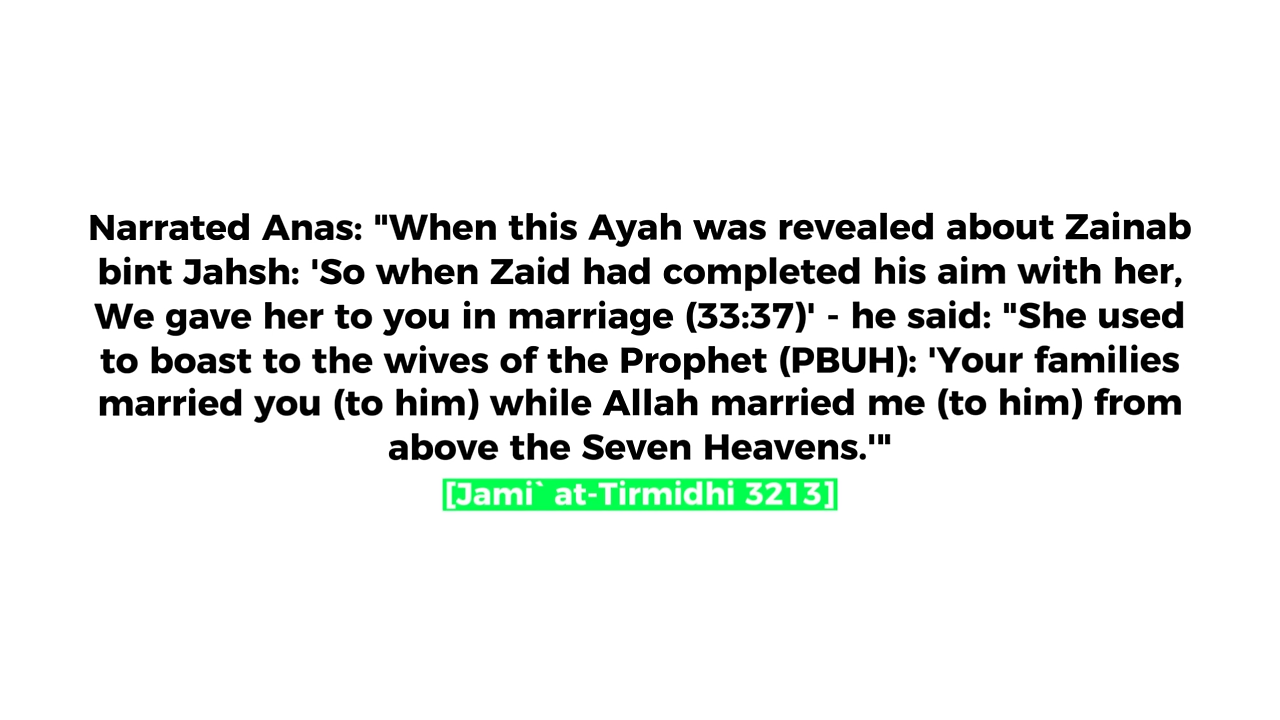 Narrated Anas: "When this Ayah was revealed about Zainab
bint Jahsh: 'So when Zaid had completed his aim with her,
We gave her to you in marriage (33:37)' - he said: "She used
to boast to the wives of the Prophet (PBUH): 'Your families
married you (to him) while Allah married me (to him) from
above the Seven Heavens.'"
[Jami` at-Tirmidhi 3213]